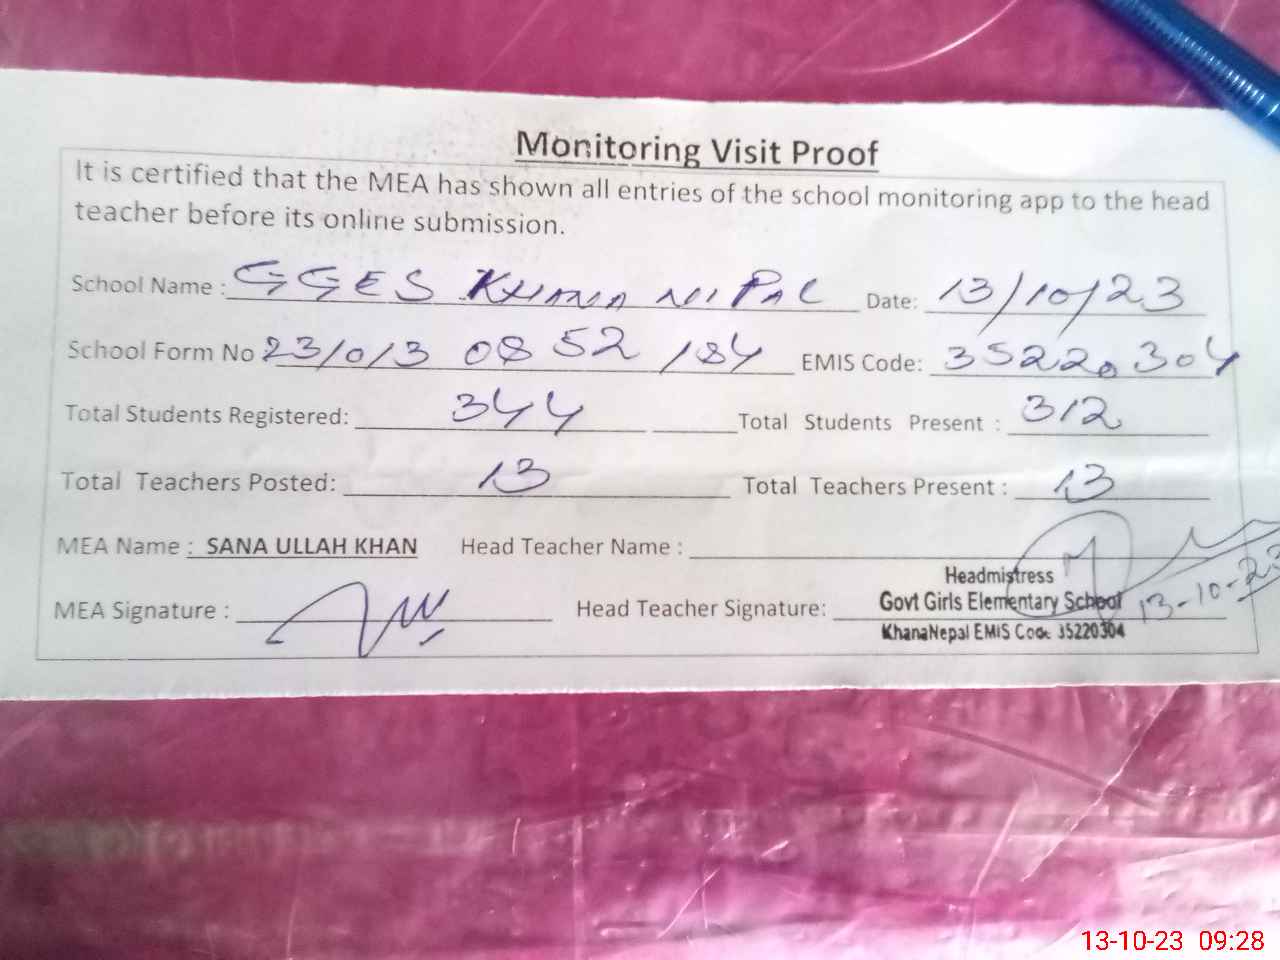 Monitoring Visit Proof
It is certified that the MEA has shown all entries of the school monitoring app to the head
teacher before its online submission.
School Name : GGES KHANA NIPAL Date: 13/10/23
School Form No 23/0/3 0852 184 EMIS Code: 35220304
Total Students Registered: 344 Total Students Present : 312
Total Teachers Posted: 13 Total Teachers Present : 13
MEA Name : SANA ULLAH KHAN Head Teacher Name :
MEA Signature : Head Teacher Signature: 13-10-23
Headmistress
Govt Girls Elementary School
KhanaNepal EMIS Code 35220304
13-10-23 09:28